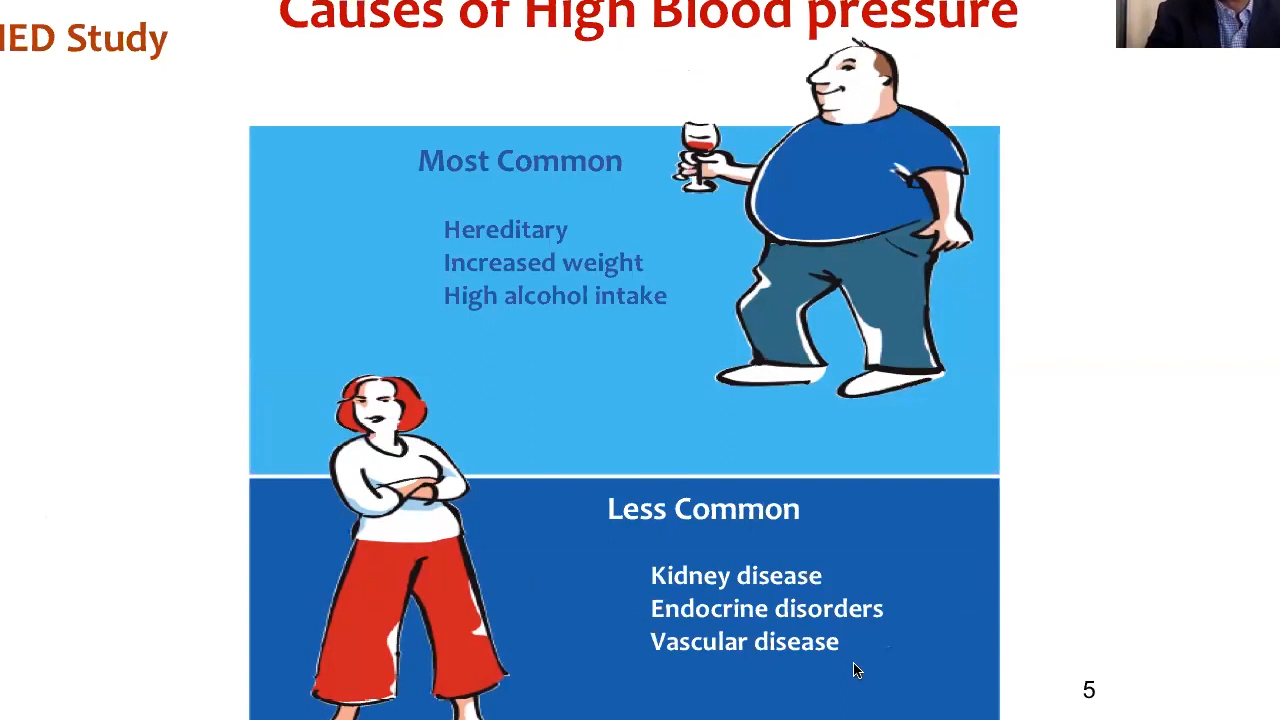 Causes of High Blood pressure
IED Study
Most Common
Hereditary
Increased weight
High alcohol intake
Less Common
Kidney disease
Endocrine disorders
Vascular disease
5